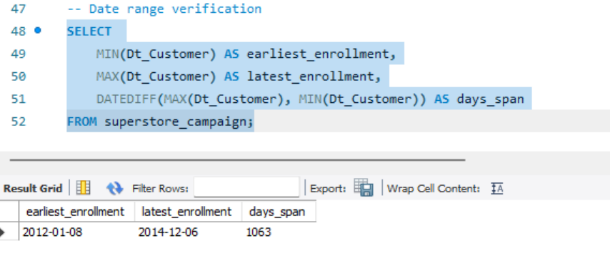 47 -- Date range verification
48 SELECT
49 MIN(Dt_Customer) AS earliest_enrollment,
50 MAX(Dt_Customer) AS latest_enrollment,
51 DATEDIFF(MAX(Dt_Customer), MIN(Dt_Customer)) AS days_span
52 FROM superstore_campaign;
Result Grid Filter Rows: Export: Wrap Cell Content: IA
earliest_enrollment latest_enrollment days_span
2012-01-08 2014-12-06 1063